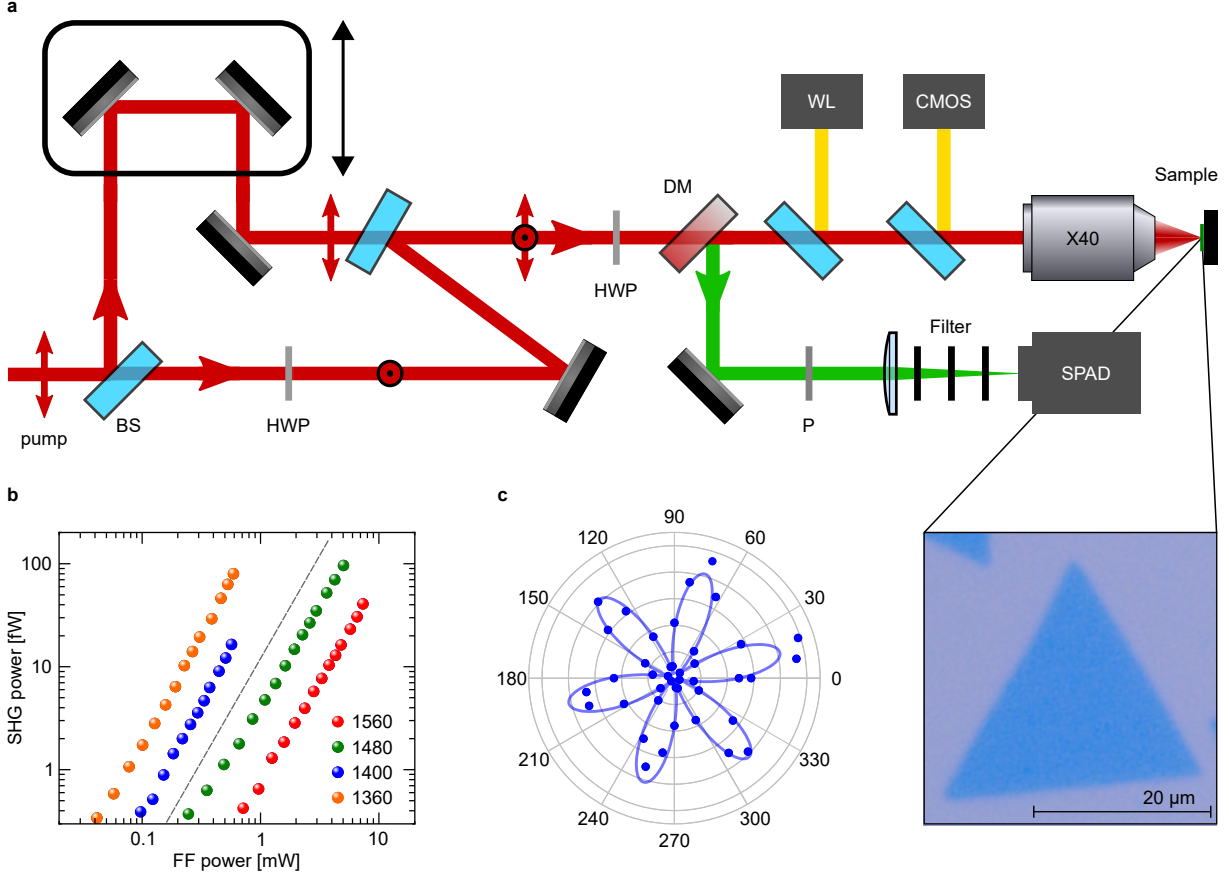 a
WL
CMOS
DM
Sample
X40
HWP
Filter
SPAD
pump
BS
HWP
P
b
SHG power [fW]
100
10
1
1560
1480
1400
1360
0.1
1
10
FF power [mW]
c
90
120
60
150
30
180
0
210
330
240
300
270
20 µm